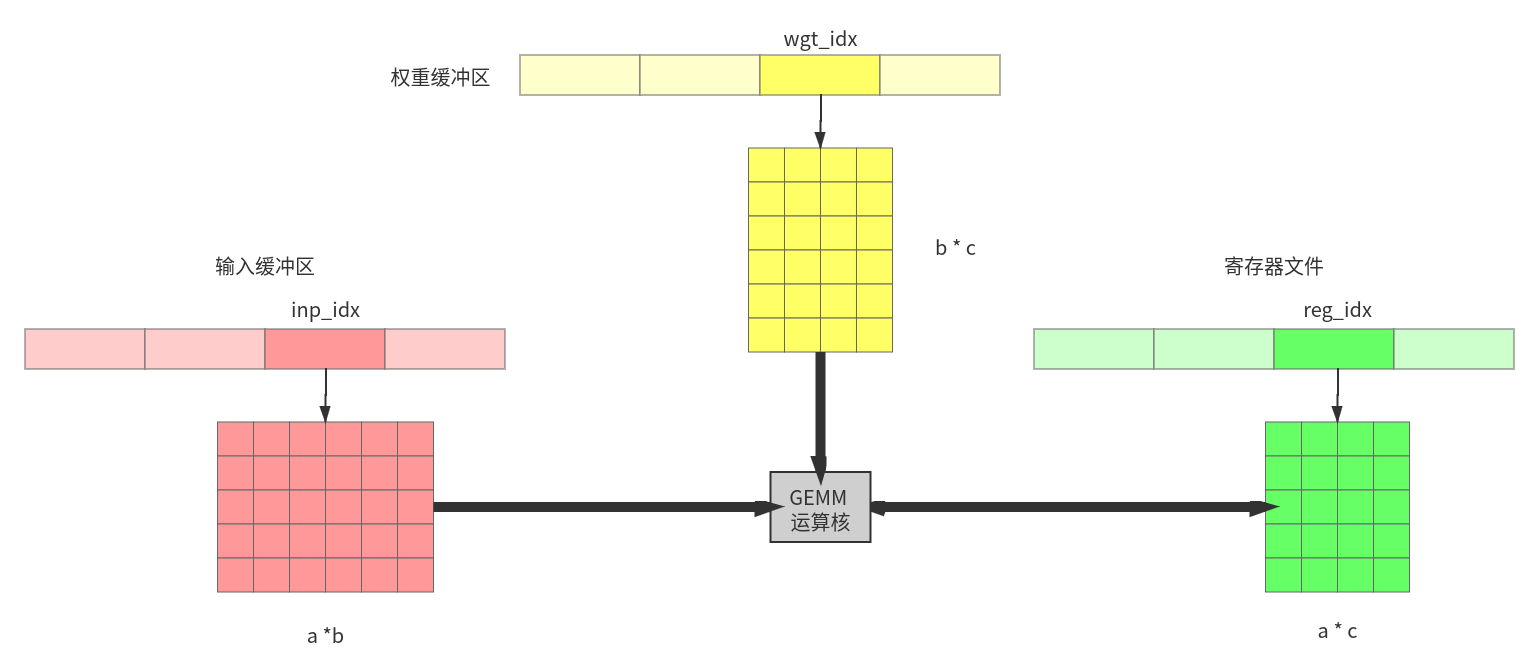 wgt_idx
权重缓冲区
b * c
输入缓冲区
寄存器文件
inp_idx
reg_idx
GEMM
运算核
a *b
a * c